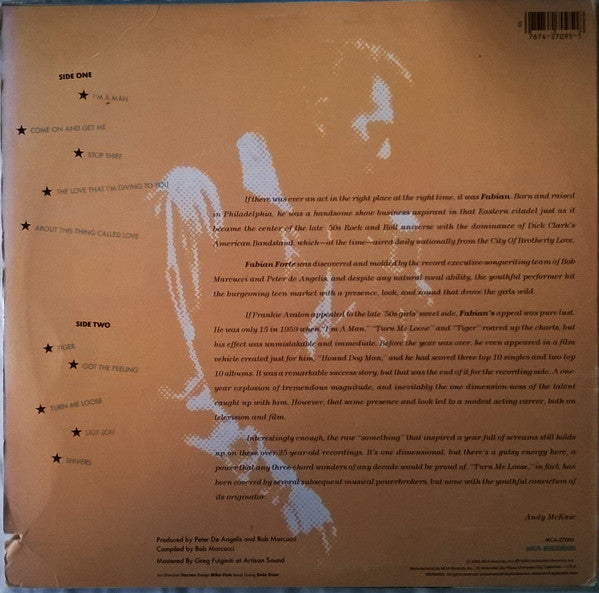 0
7674-27095-1
SIDE ONE
★ I'M A MAN
★ COME ON AND GET ME
★ STOP THIEF
★ THE LOVE THAT I'M GIVING TO YOU
★ ABOUT THIS THING CALLED LOVE
SIDE TWO
★ TIGER
★ GOT THE FEELING
★ TURN ME LOOSE
★ LILLY LOU
★ SHIVERS
If there was ever an act in the right place at the right time, it was Fabian. Born and raised
in Philadelphia, he was a handsome show business aspirant in that Eastern citadel just as it
became the center of the late '50s Rock and Roll universe with the dominance of Dick Clark's
American Bandstand, which—at the time—aired daily nationally from the City Of Brotherly Love.
Fabian Forte was discovered and molded by the record executive-songwriting team of Bob
Marcucci and Peter de Angelis, and despite any natural vocal ability, the youthful performer hit
the burgeoning teen market with a presence, look, and sound that drove the girls wild.
If Frankie Avalon appealed to the late '50s girls' sweet side, Fabian's appeal was pure lust.
He was only 15 in 1959 when "I'm A Man," "Turn Me Loose" and "Tiger" roared up the charts, but
his effect was unmistakable and immediate. Before the year was over, he even appeared in a film
vehicle created just for him, "Hound Dog Man," and he had scored three top 10 singles and two top
10 albums. It was a remarkable success story, but that was the end of it for the recording side. A one
year explosion of tremendous magnitude, and inevitably the one dimension-ness of the talent
caught up with him. However, that same presence and look led to a modest acting career, both on
television and film.
Interestingly enough, the raw "something" that inspired a year full of screams still holds
up on these over 25-year-old recordings. It's one dimensional, but there's a gutsy energy here, a
power that any three-chord wonders of any decade would be proud of. "Turn Me Loose," in fact, has
been covered by several subsequent musical powerbrokers, but none with the youthful conviction of
its originator.
Andy McKaie
Produced by Peter De Angelis and Bob Marcucci
Compiled by Bob Marcucci
Mastered By Greg Fulginiti at Artisan Sound
MCA-27095
MCA RECORDS